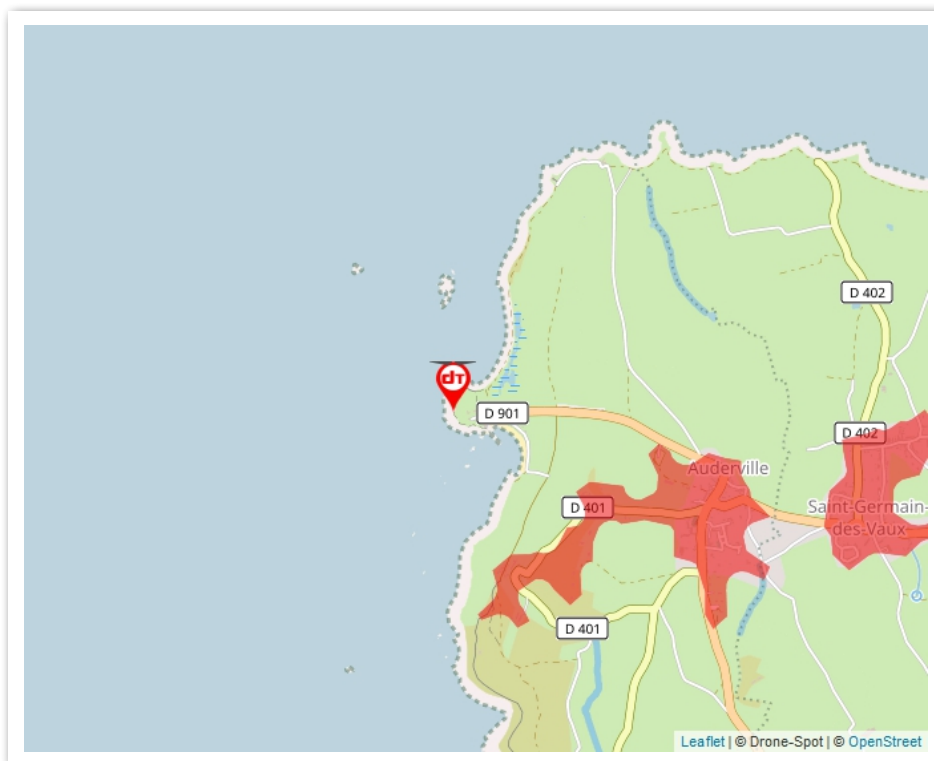 D 402
dT
D 901
D 402
Auderville
D 401
Saint-Germain-
des-Vaux
D 401
Leaflet | © Drone-Spot | © OpenStreet